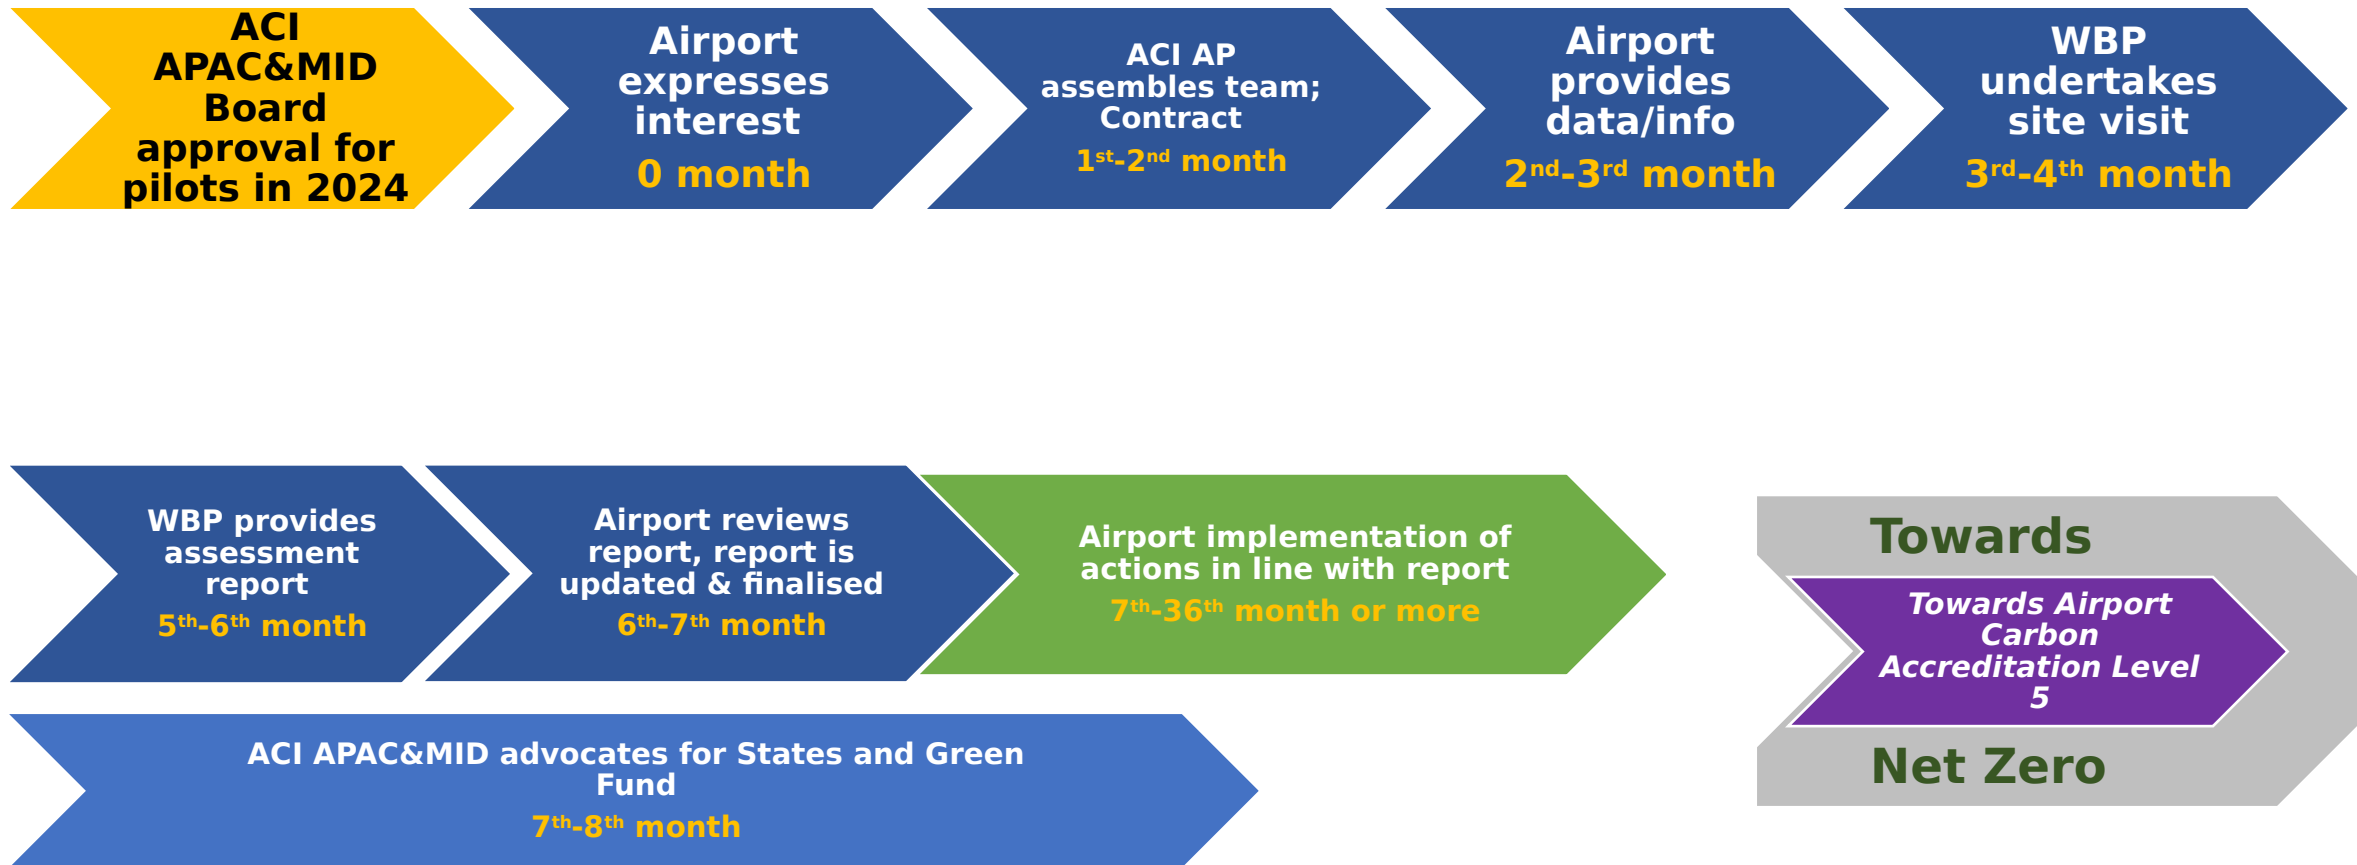 ACI
APAC&MID
Board
approval for
pilots in 2024
Airport
expresses
interest
0 month
ACI AP
assembles team;
Contract
1st-2nd month
Airport
provides
data/info
2nd-3rd month
WBP
undertakes
site visit
3rd-4th month
WBP provides
assessment
report
5th-6th month
Airport reviews
report, report is
updated & finalised
6th-7th month
Airport implementation of
actions in line with report
7th-36th month or more
Towards
Towards Airport
Carbon
Accreditation Level
5
Net Zero
ACI APAC&MID advocates for States and Green
Fund
7th-8th month